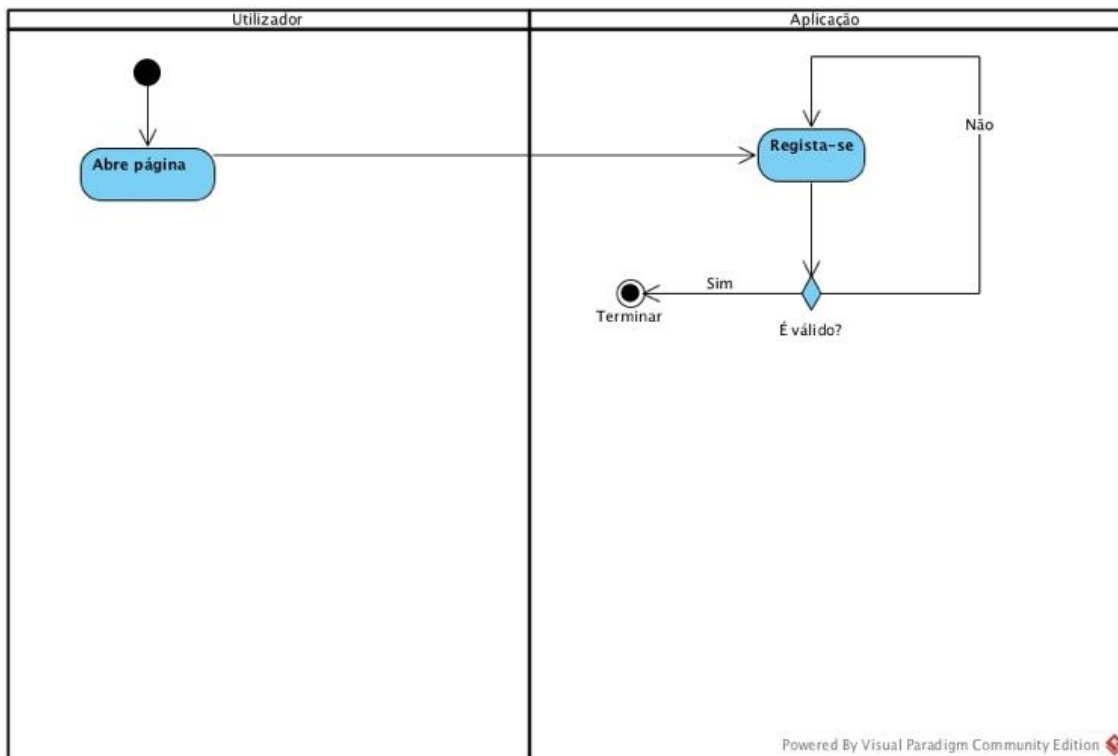 Utilizador
Aplicação
Não
Regista-se
Abre página
Sim
Terminar
É válido?
Powered By Visual Paradigm Community Edition